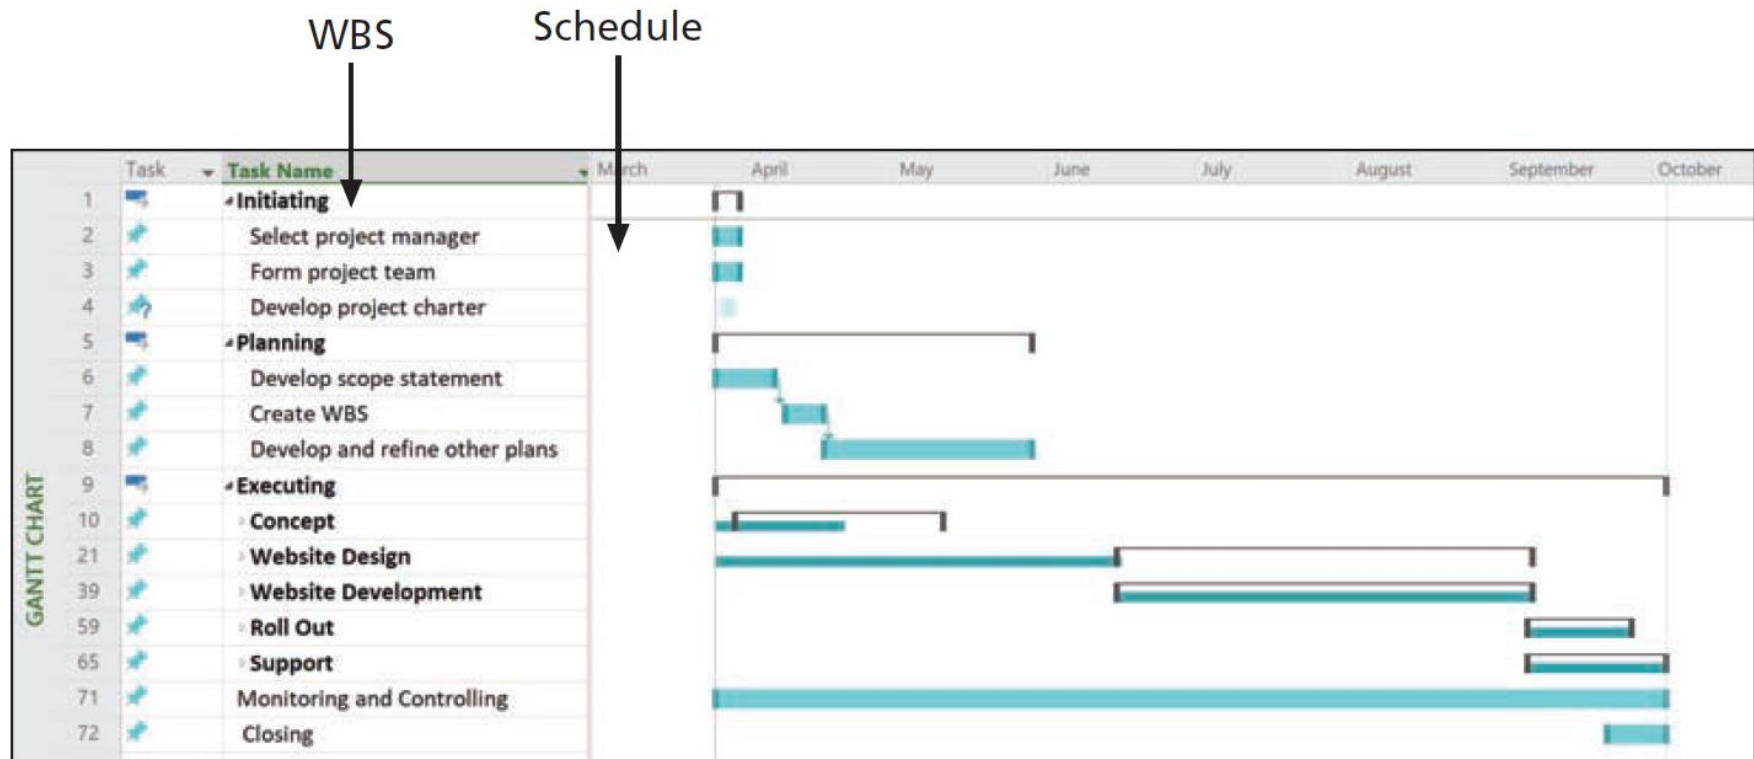 WBS Schedule
Task Task Name March April May June July August September October
1 Initiating
2 Select project manager
3 Form project team
4 Develop project charter
5 Planning
6 Develop scope statement
7 Create WBS
8 Develop and refine other plans
9 Executing
10 Concept
21 Website Design
39 Website Development
59 Roll Out
65 Support
71 Monitoring and Controlling
72 Closing
GANTT CHART